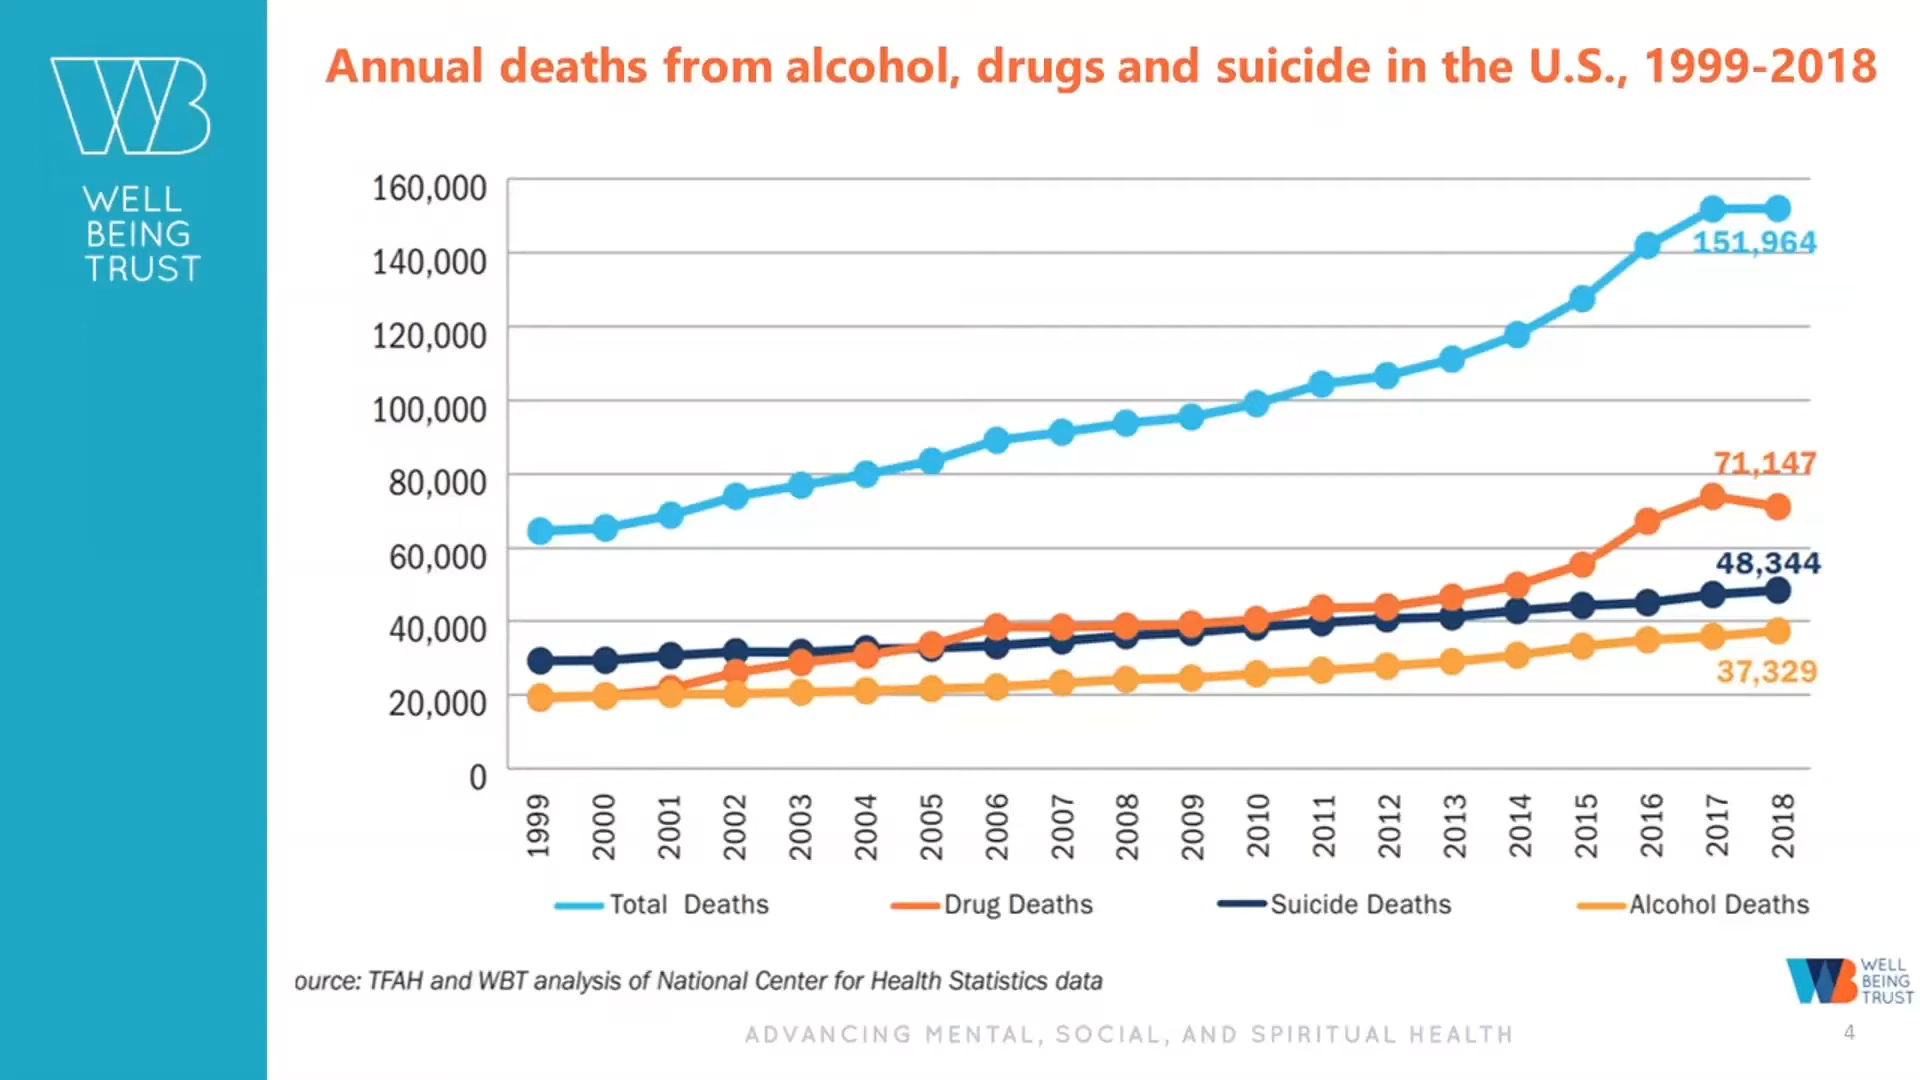 WELL
BEING
TRUST
Annual deaths from alcohol, drugs and suicide in the U.S., 1999-2018
160,000
140,000
120,000
100,000
80,000
60,000
40,000
20,000
0
151,964
71,147
48,344
37,329
1999 2000 2001 2002 2003 2004 2005 2006 2007 2008 2009 2010 2011 2012 2013 2014 2015 2016 2017 2018
Total Deaths Drug Deaths Suicide Deaths Alcohol Deaths
ource: TFAH and WBT analysis of National Center for Health Statistics data
WELL
BEING
TRUST
ADVANCING MENTAL, SOCIAL, AND SPIRITUAL HEALTH
4